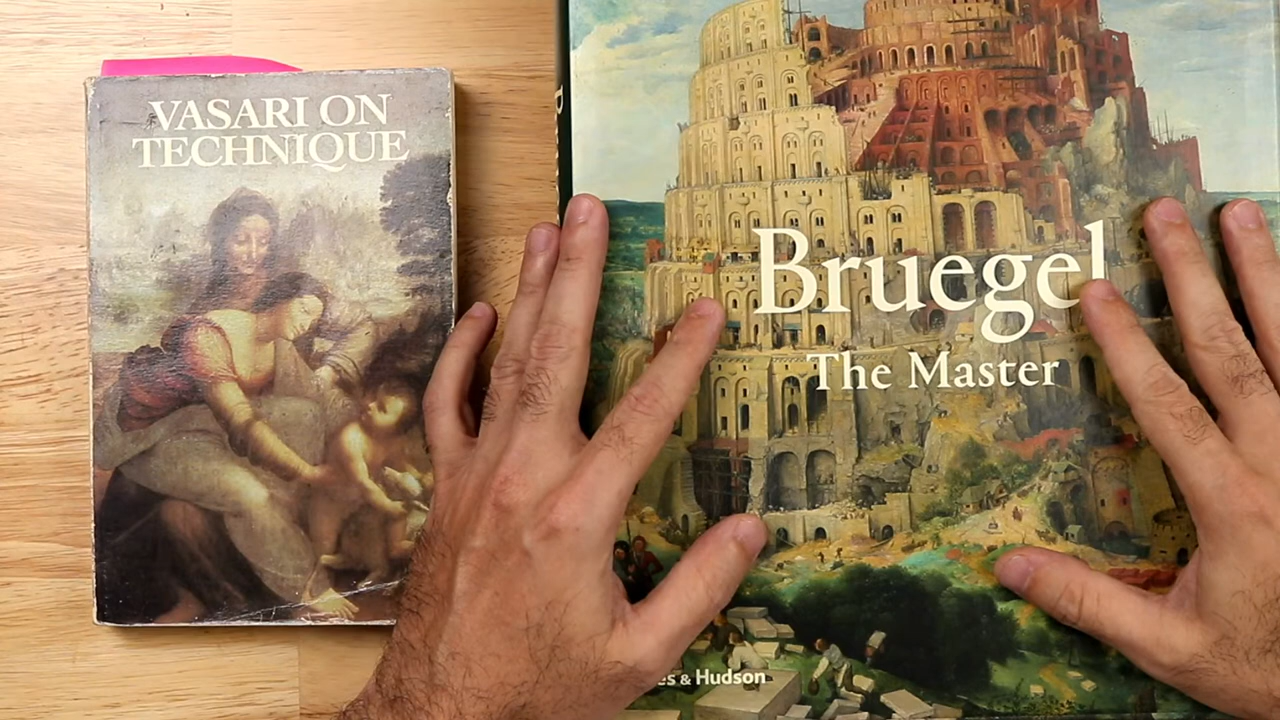 VASARI ON
TECHNIQUE
Bruegel
The Master
& Hudson